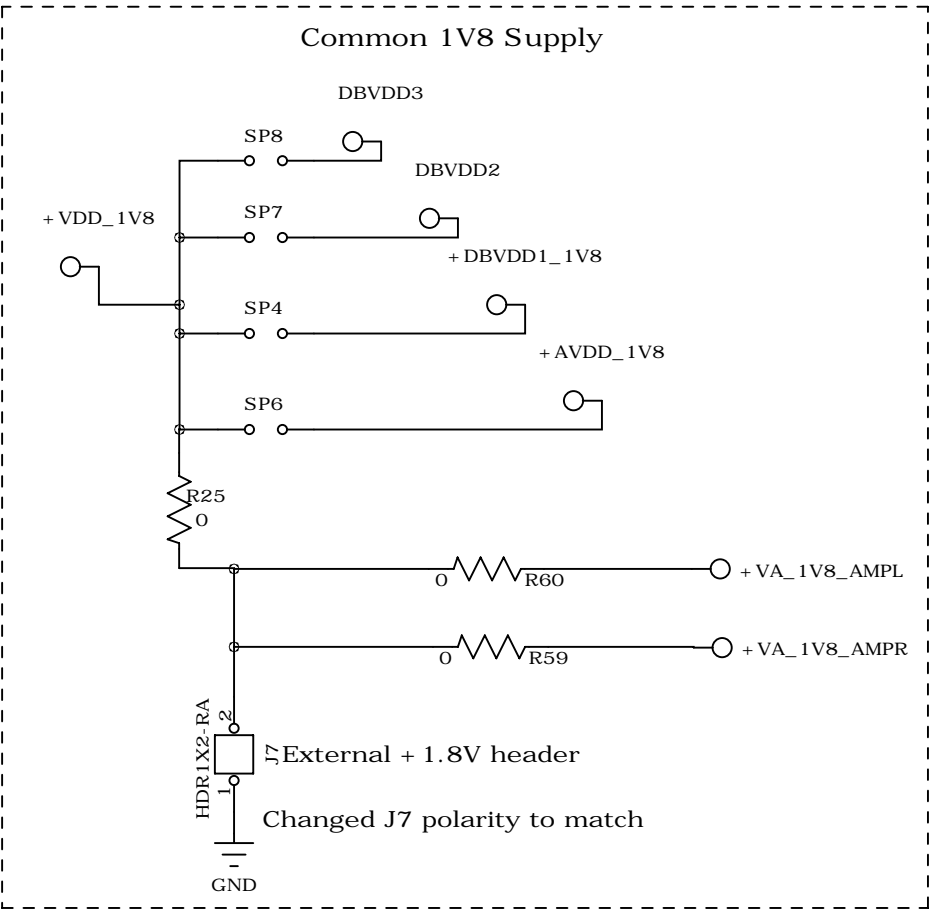 Common 1V8 Supply
DBVDD3
SP8
DBVDD2
SP7
+VDD_1V8
+DBVDD1_1V8
SP4
+AVDD_1V8
SP6
R25
0
0
R60
+VA_1V8_AMPL
0
R59
+VA_1V8_AMPR
HDR1X2-RA
2
J7
External +1.8V header
1
Changed J7 polarity to match
GND